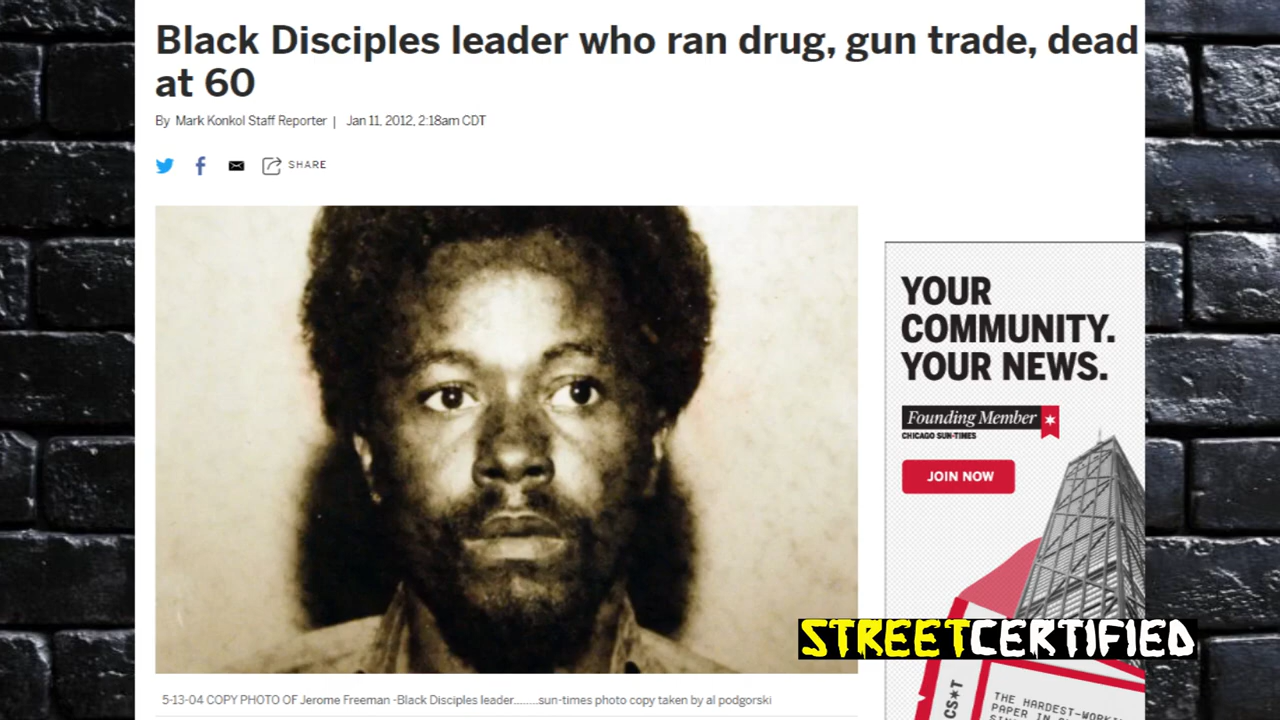 Black Disciples leader who ran drug, gun trade, dead
at 60
By Mark Konkol Staff Reporter | Jan 11, 2012, 2:18am CDT
SHARE
YOUR
COMMUNITY.
YOUR NEWS.
Founding Member
CHICAGO SUN-TIMES
JOIN NOW
STREETCERTIFIED
5-13-04 COPY PHOTO OF Jerome Freeman -Black Disciples leader.........sun-times photo copy taken by al podgorski
CS*T
THE HARDEST-WORKI
PAPER IN